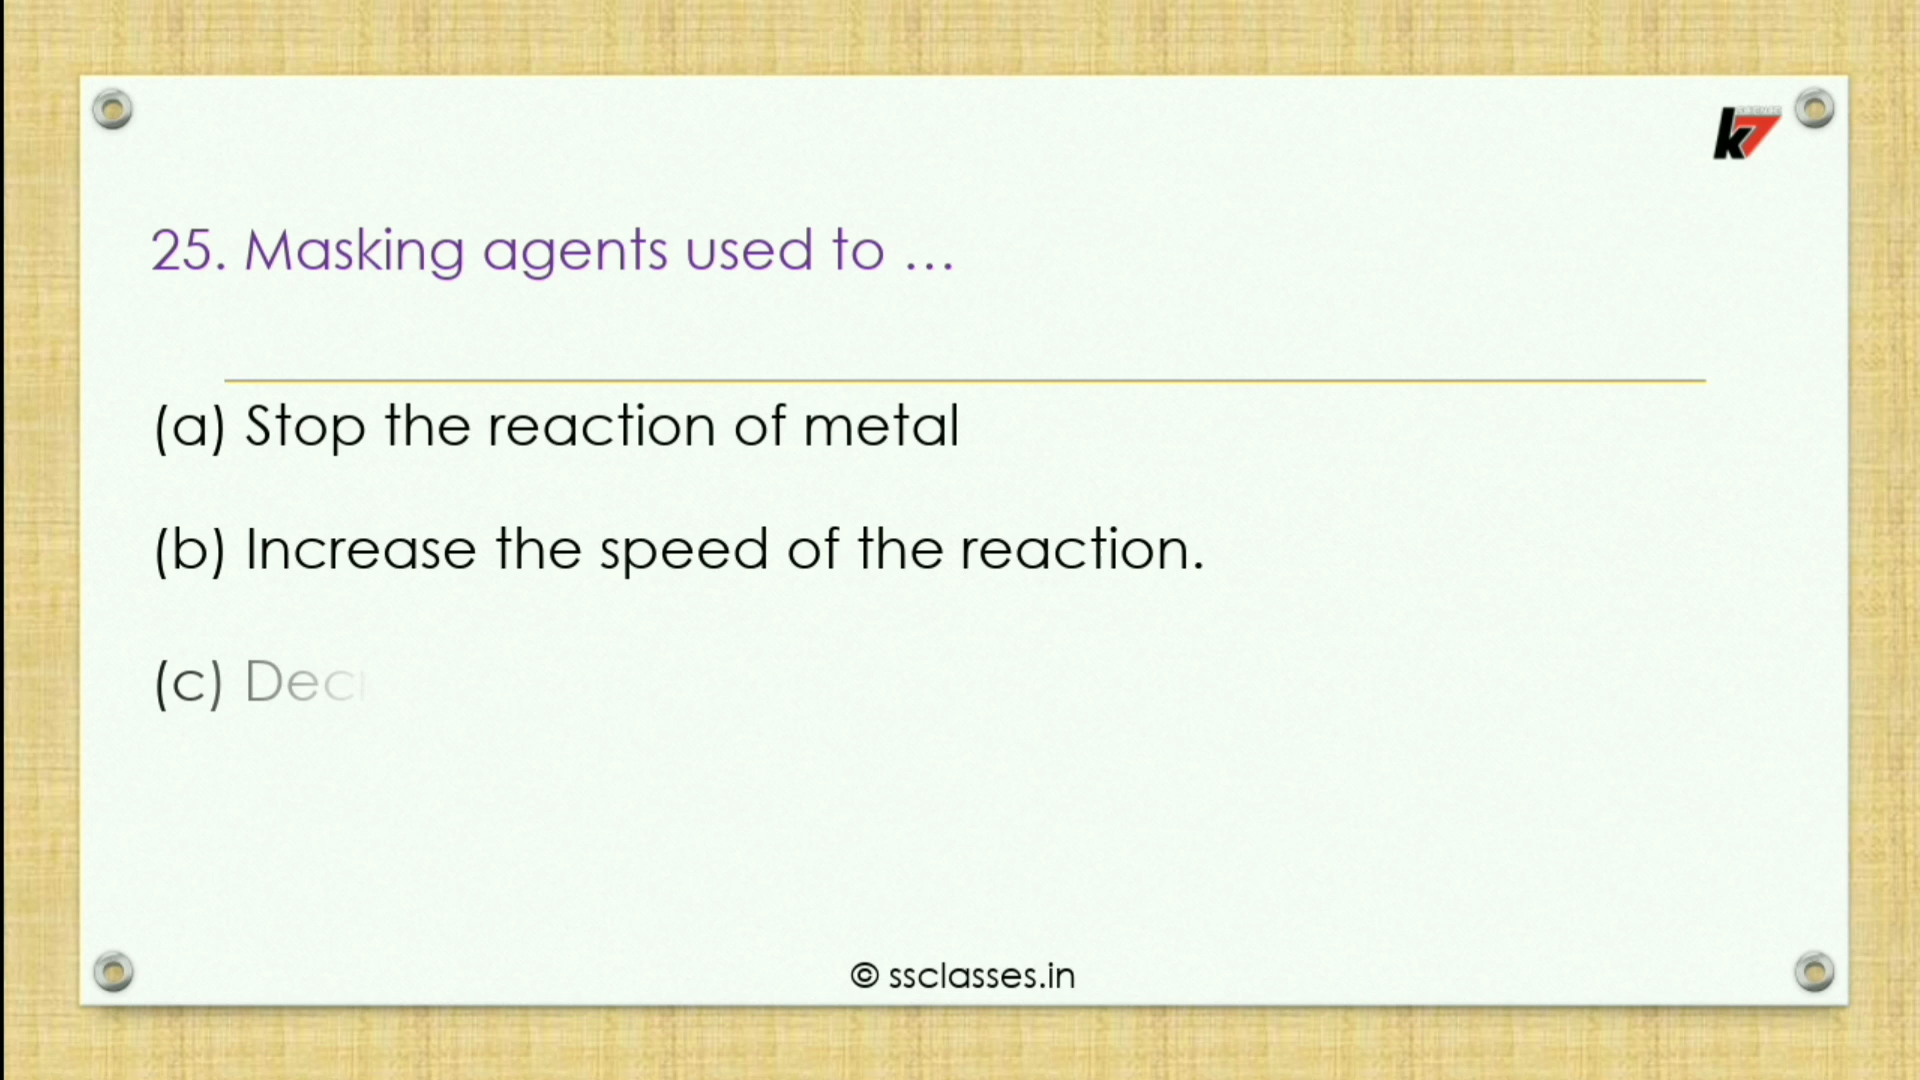 k7
25. Masking agents used to ...
(a) Stop the reaction of metal
(b) Increase the speed of the reaction.
(c) Dec
© ssclasses.in